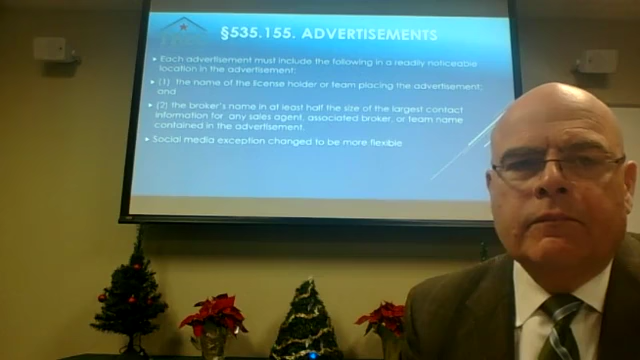 §535.155. ADVERTISEMENTS
Each advertisement must include the following in a readily noticeable
location in the advertisement:
(1) the name of the license holder or team placing the advertisement;
and
(2) the broker's name in at least half the size of the largest contact
information for any sales agent, associated broker, or team name
contained in the advertisement.
Social media exception changed to be more flexible